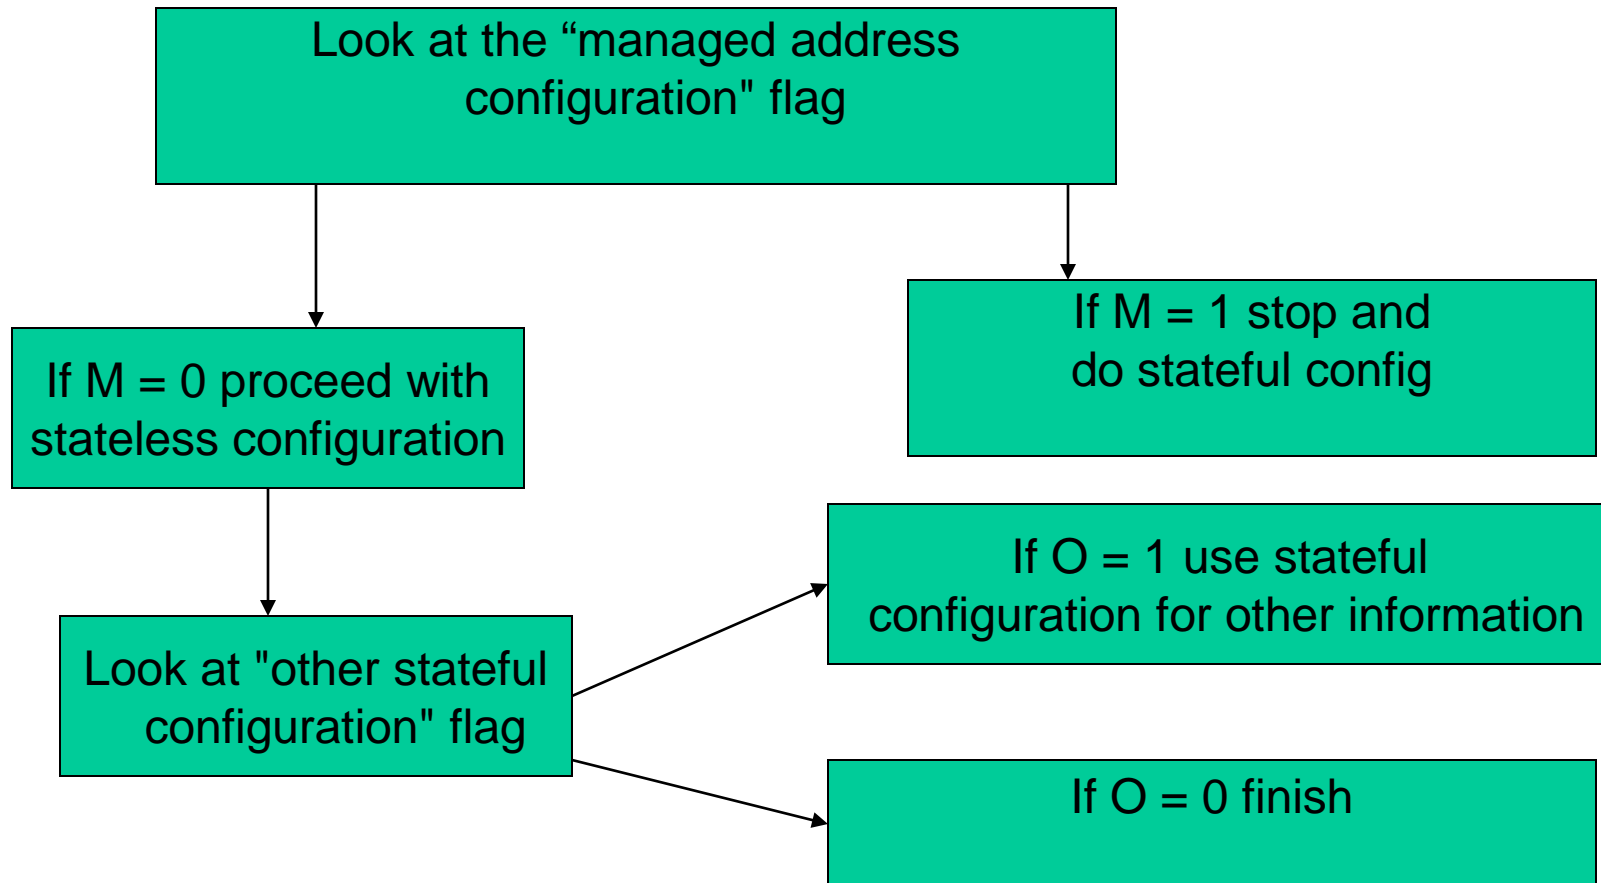 Look at the “managed address
configuration" flag
If M = 0 proceed with
stateless configuration
If M = 1 stop and
do stateful config
Look at "other stateful
configuration" flag
If O = 1 use stateful
configuration for other information
If O = 0 finish